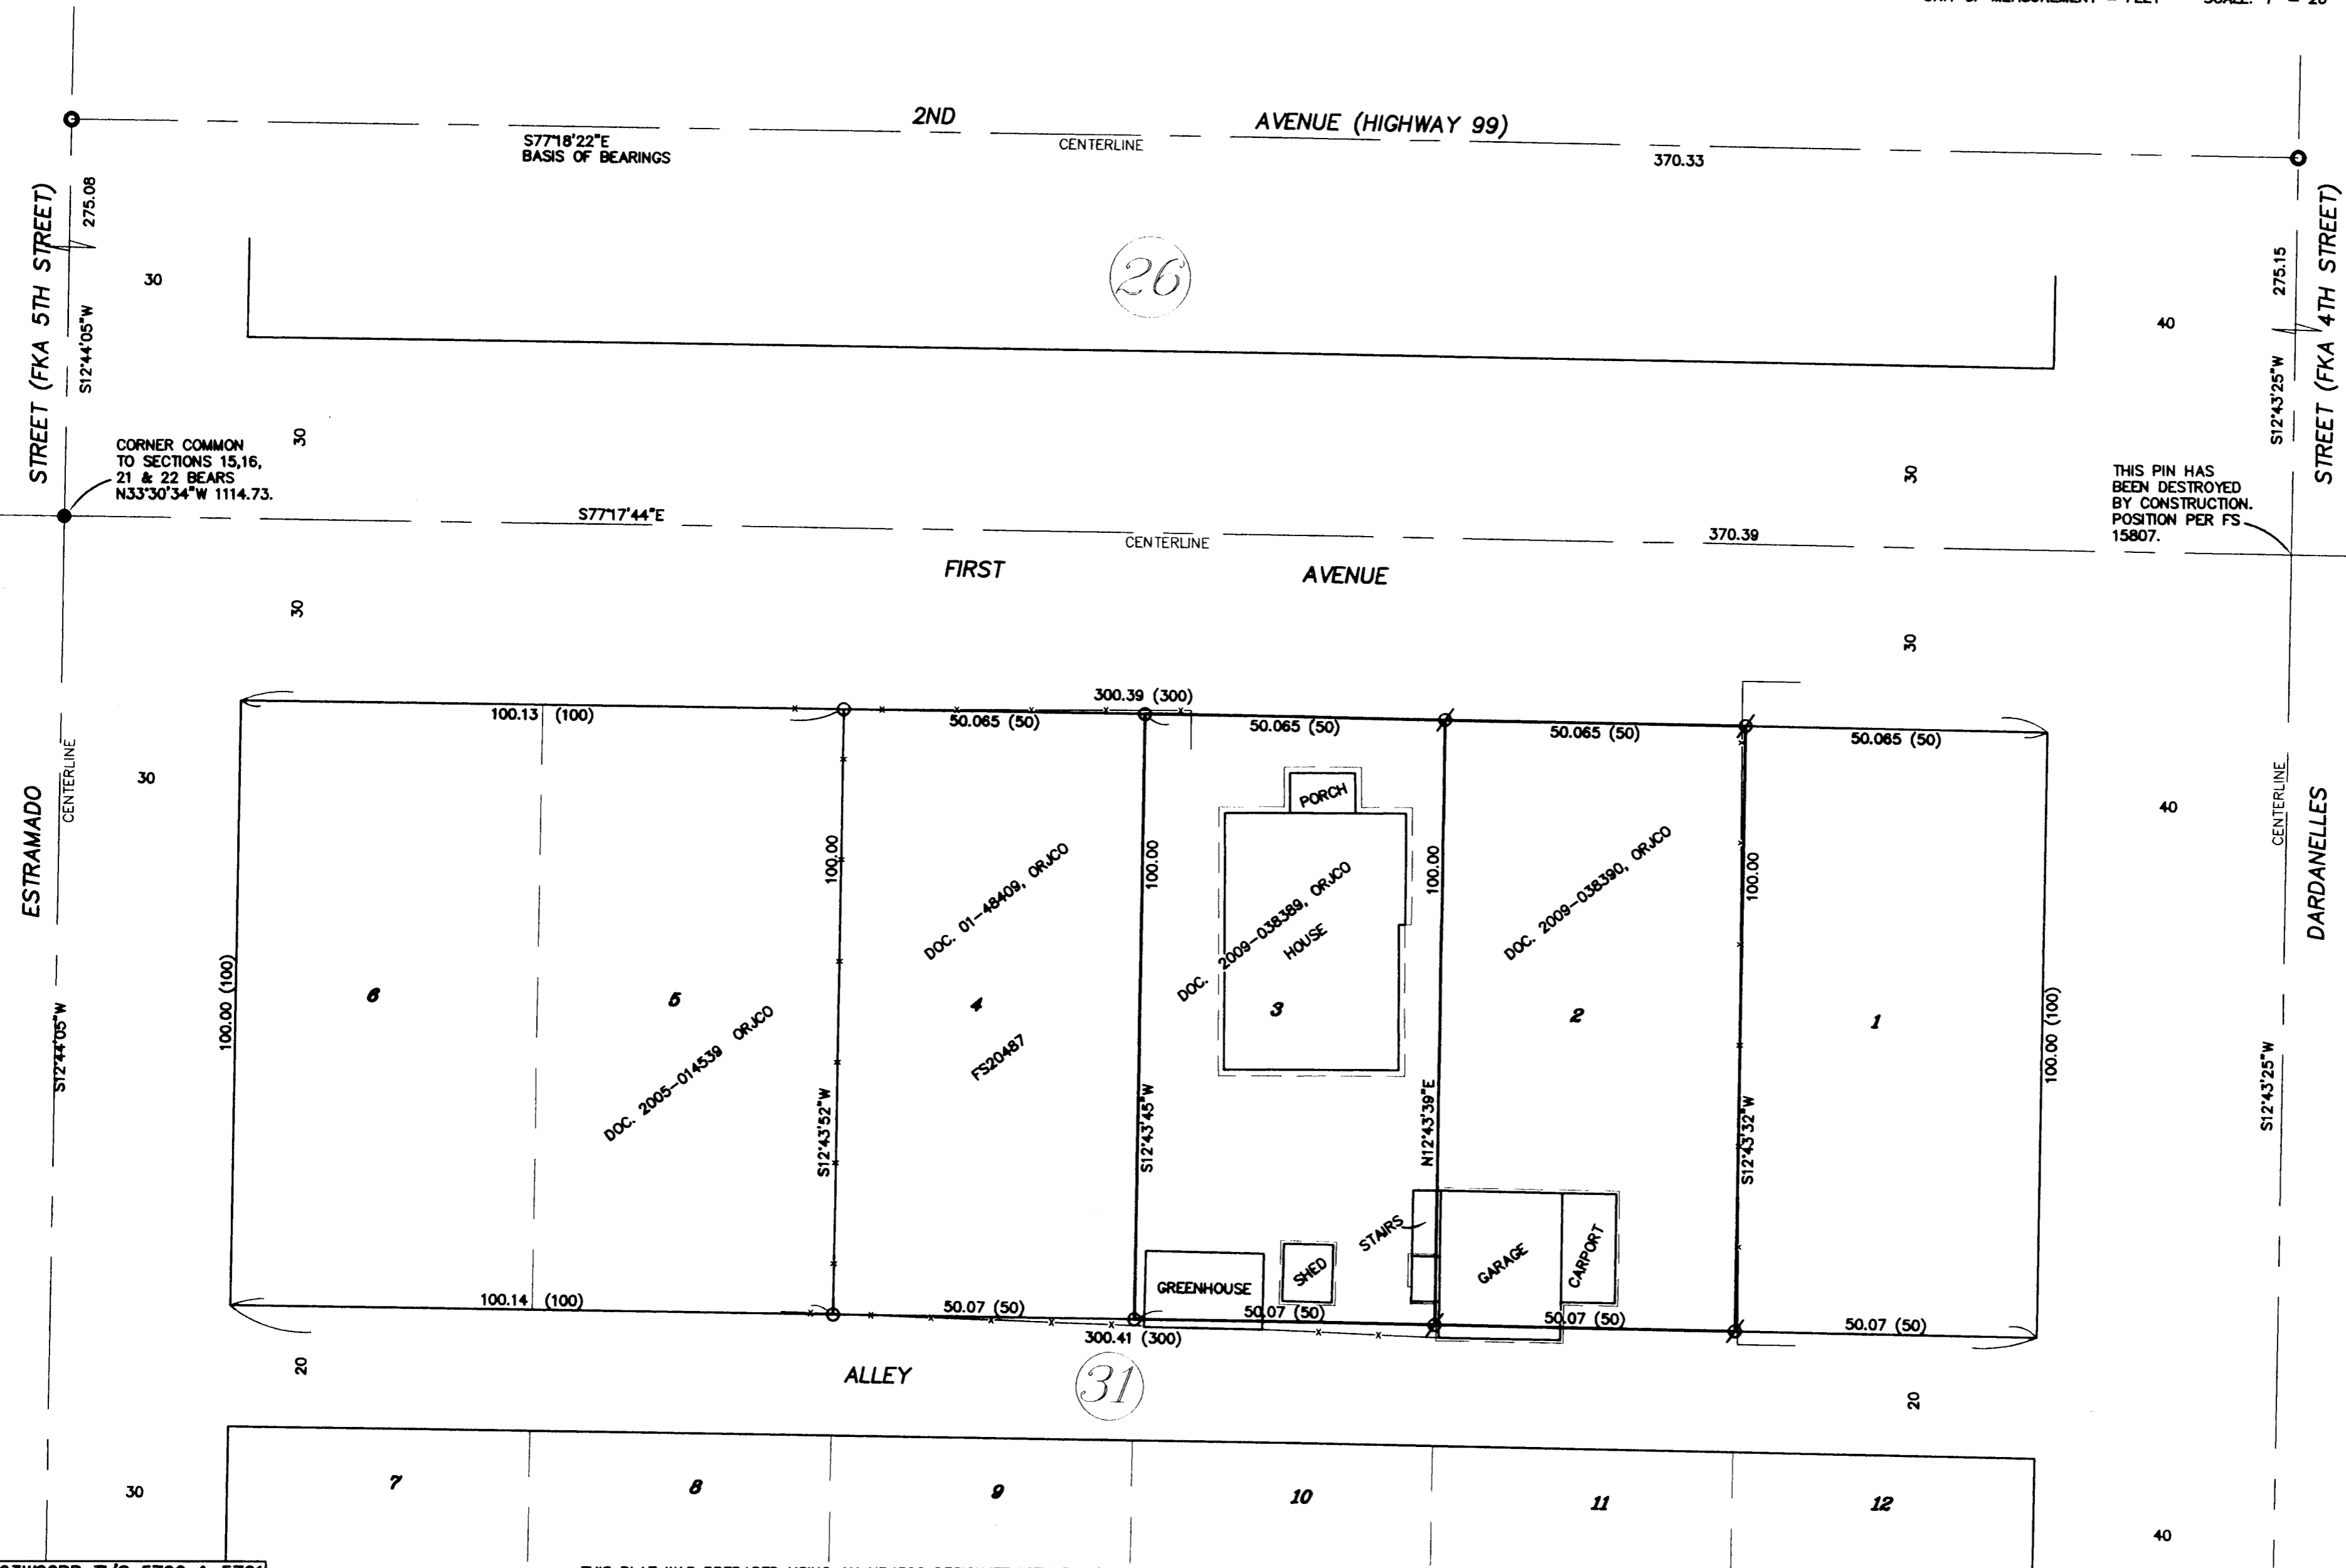 2ND AVENUE (HIGHWAY 99)
S77°18'22"E
BASIS OF BEARINGS
CENTERLINE
370.33
STREET (FKA 5TH STREET)
275.08
S12°44'05"W
30
26
275.15
S12°43'25"W
40
STREET (FKA 4TH STREET)
CORNER COMMON
TO SECTIONS 15,16,
21 & 22 BEARS
N33°30'34"W 1114.73.
30
30
THIS PIN HAS
BEEN DESTROYED
BY CONSTRUCTION.
POSITION PER FS
15807.
S77°17'44"E
CENTERLINE
370.39
FIRST AVENUE
30
30
300.39 (300)
100.13 (100)
50.065 (50)
50.065 (50)
50.065 (50)
50.065 (50)
ESTRAMADO
CENTERLINE
30
S12°44'05"W
100.00 (100)
6
5
DOC. 2005-014539 ORJCO
100.00
S12°43'52"W
DOC. 01-48409, ORJCO
4
FS20487
100.00
S12°43'45"W
PORCH
DOC. 2009-038389, ORJCO
HOUSE
3
100.00
N12°43'39"E
DOC. 2009-038390, ORJCO
2
100.00
S12°43'32"W
1
100.00 (100)
40
CENTERLINE
S12°43'25"W
DARDANELLES
GREENHOUSE
SHED
STAIRS
GARAGE
CARPORT
100.14 (100)
50.07 (50)
50.07 (50)
50.07 (50)
50.07 (50)
300.41 (300)
20
ALLEY
31
20
30
7
8
9
10
11
12
40